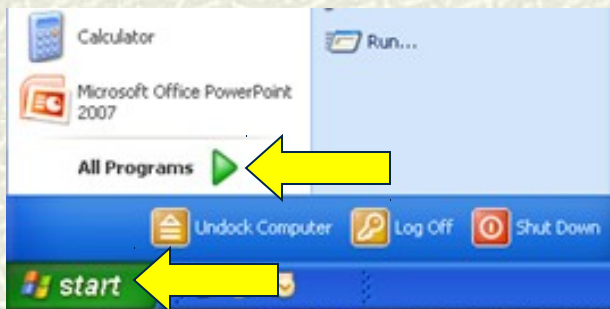 Calculator
Run...
Microsoft Office PowerPoint
2007
All Programs
Undock Computer
Log Off
Shut Down
start